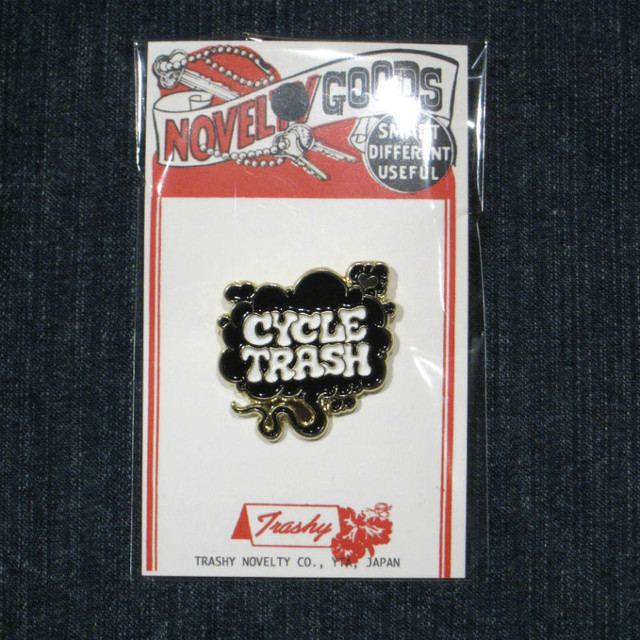 NOVELTY GOODS
SMART
DIFFERENT
USEFUL
CYCLE
TRASH
Trashy
TRASHY NOVELTY CO., JAPAN